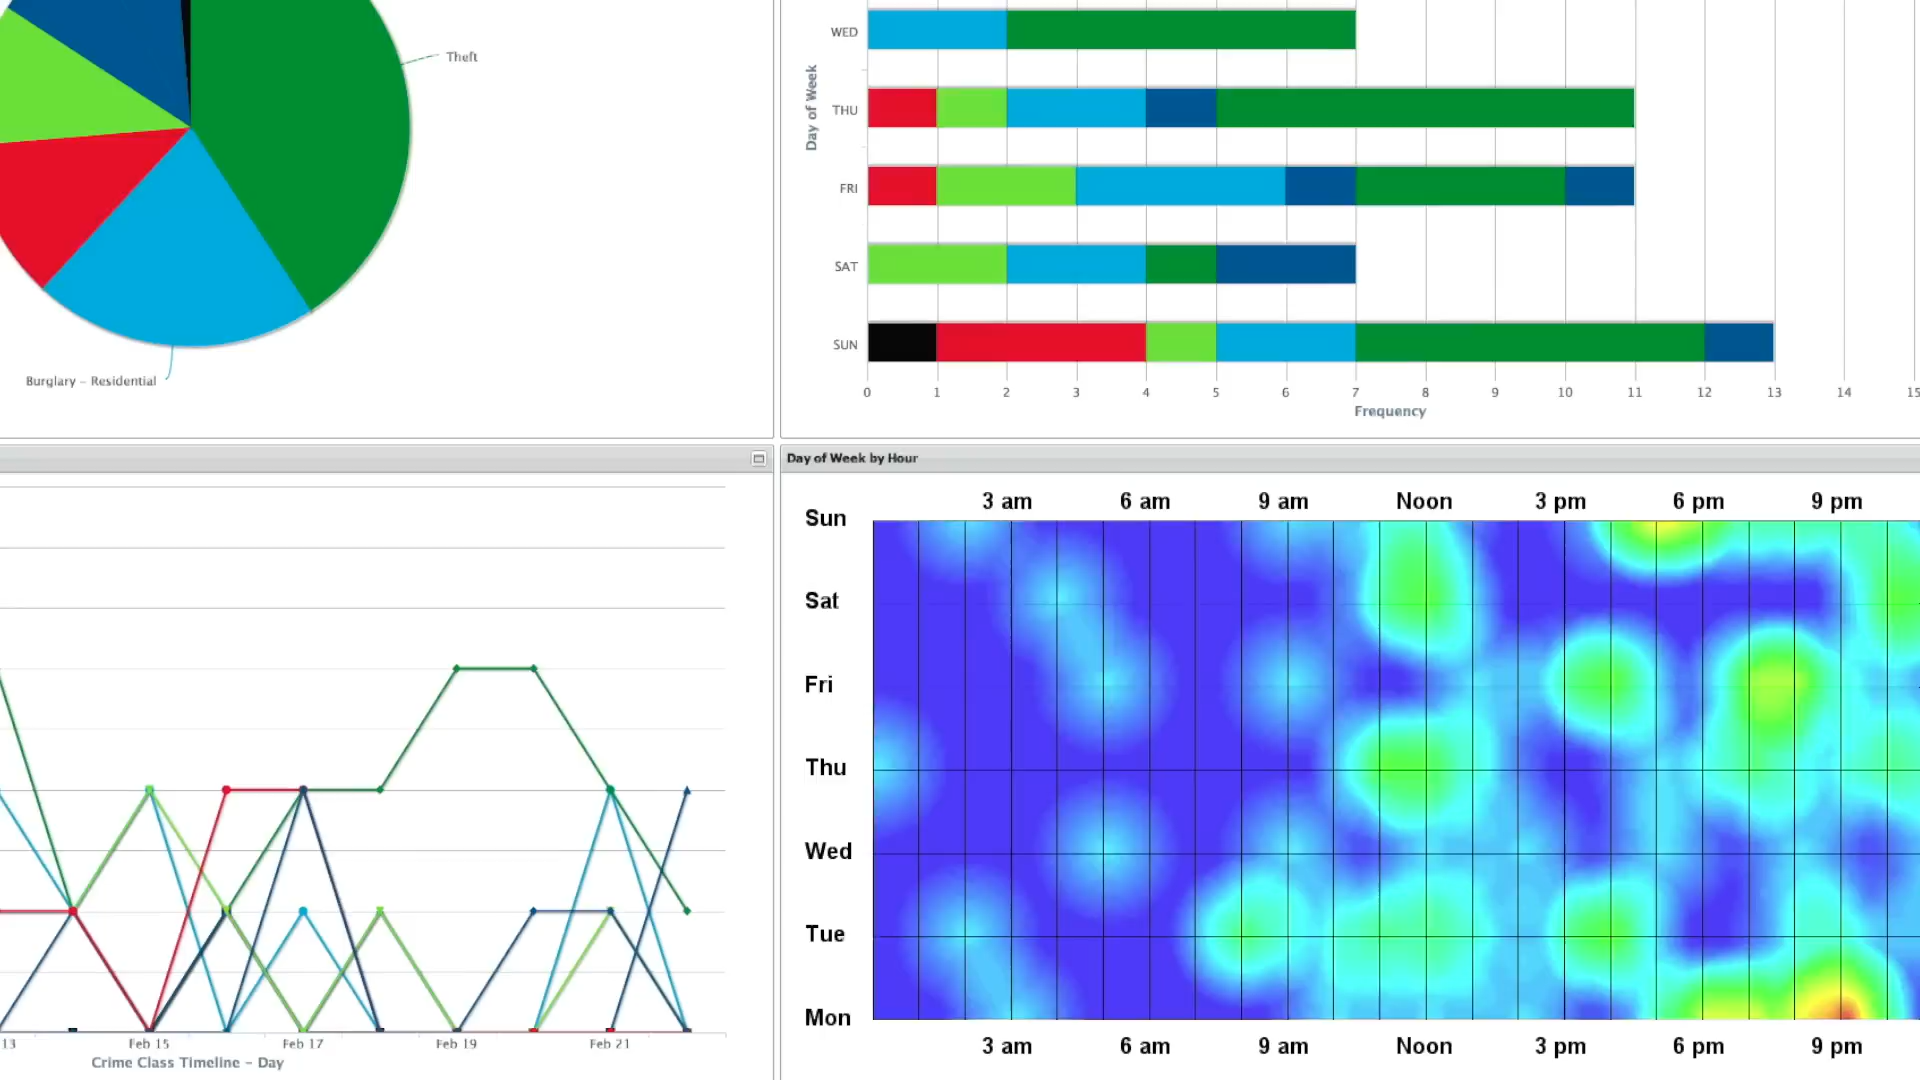 Theft
Burglary - Residential
Day of Week
WED
THU
FRI
SAT
SUN
0 1 2 3 4 5 6 7 8 9 10 11 12 13 14 15
Frequency
13 Feb 15 Feb 17 Feb 19 Feb 21
Crime Class Timeline - Day
Day of Week by Hour
3 am 6 am 9 am Noon 3 pm 6 pm 9 pm
Sun
Sat
Fri
Thu
Wed
Tue
Mon
3 am 6 am 9 am Noon 3 pm 6 pm 9 pm